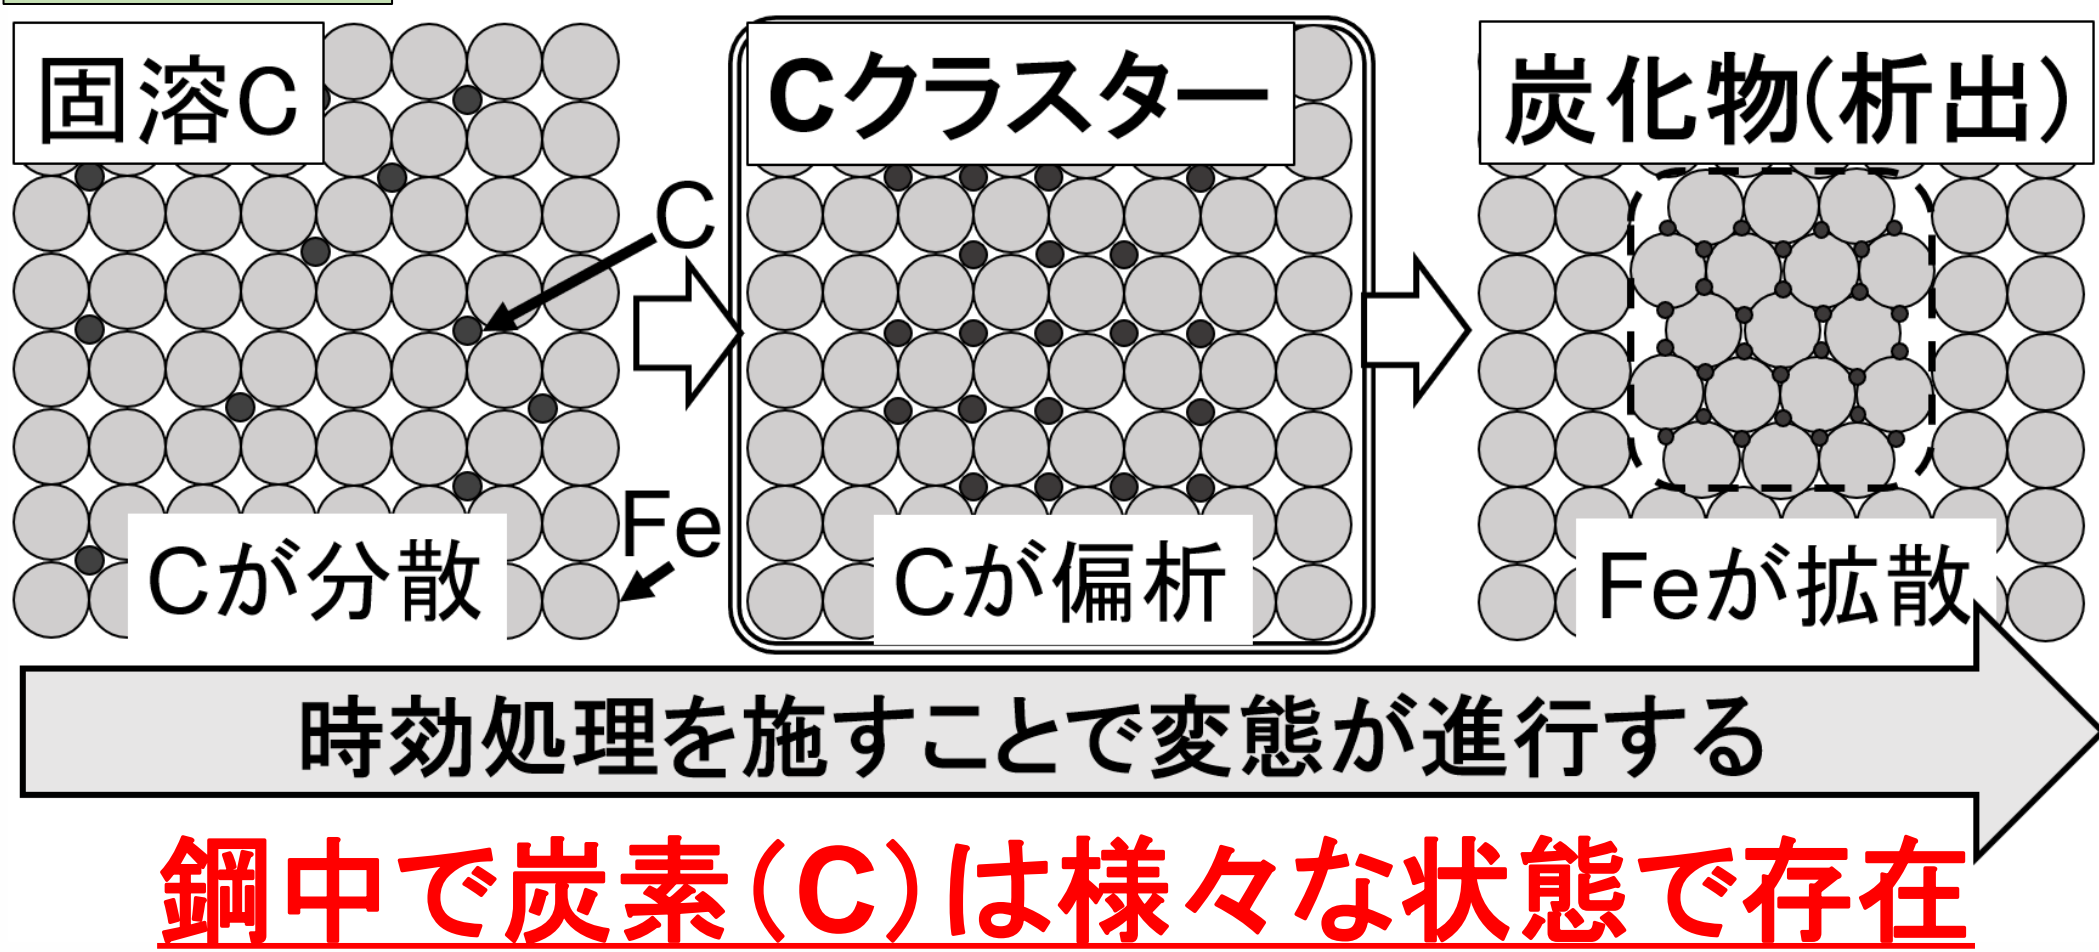 固溶C
Cクラスター
炭化物(析出)
C
Fe
Cが分散
Cが偏析
Feが拡散
時効処理を施すことで変態が進行する
鋼中で炭素(C)は様々な状態で存在